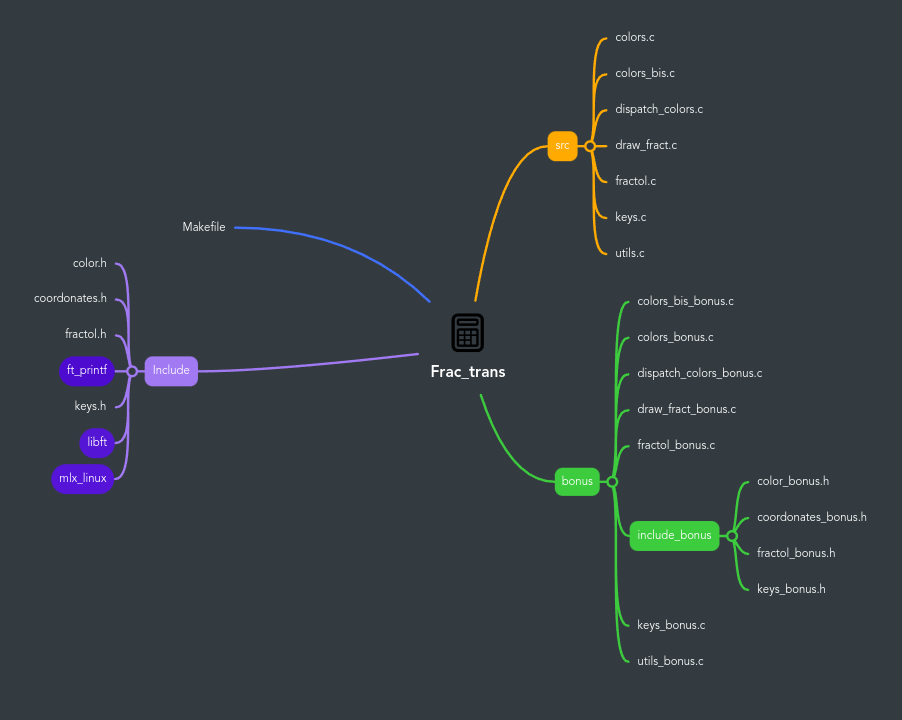 Frac_trans
Makefile
Include
color.h
coordonates.h
fractol.h
ft_printf
keys.h
libft
mlx_linux
src
colors.c
colors_bis.c
dispatch_colors.c
draw_fract.c
fractol.c
keys.c
utils.c
bonus
colors_bis_bonus.c
colors_bonus.c
dispatch_colors_bonus.c
draw_fract_bonus.c
fractol_bonus.c
include_bonus
color_bonus.h
coordonates_bonus.h
fractol_bonus.h
keys_bonus.h
keys_bonus.c
utils_bonus.c